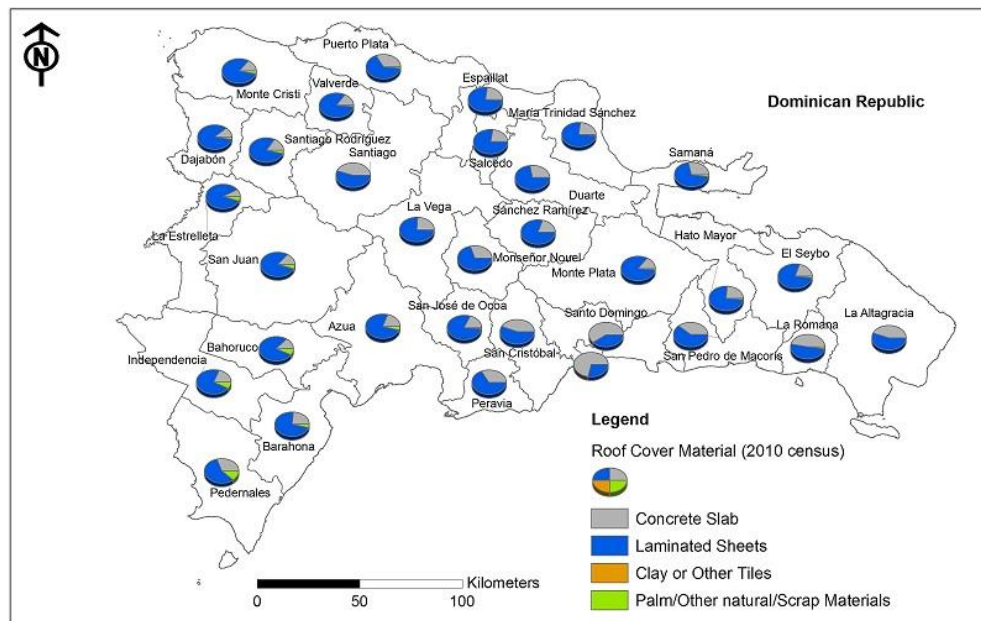 N
Dominican Republic
Puerto Plata
Espaillat
Valverde
Monte Cristi
María Trinidad Sánchez
Santiago Rodríguez
Dajabón
Santiago
Salcedo
Samaná
Duarte
La Vega
Sánchez Ramírez
La Estrelleta
Hato Mayor
San Juan
Monseñor Nouel
El Seybo
Monte Plata
San José de Ocoa
Santo Domingo
La Altagracia
Azua
La Romana
Bahoruco
San Cristóbal
San Pedro de Macorís
Independencia
Peravia
Barahona
Pedernales
Legend
Roof Cover Material (2010 census)
Concrete Slab
Laminated Sheets
Clay or Other Tiles
Palm/Other natural/Scrap Materials
Kilometers
0 50 100